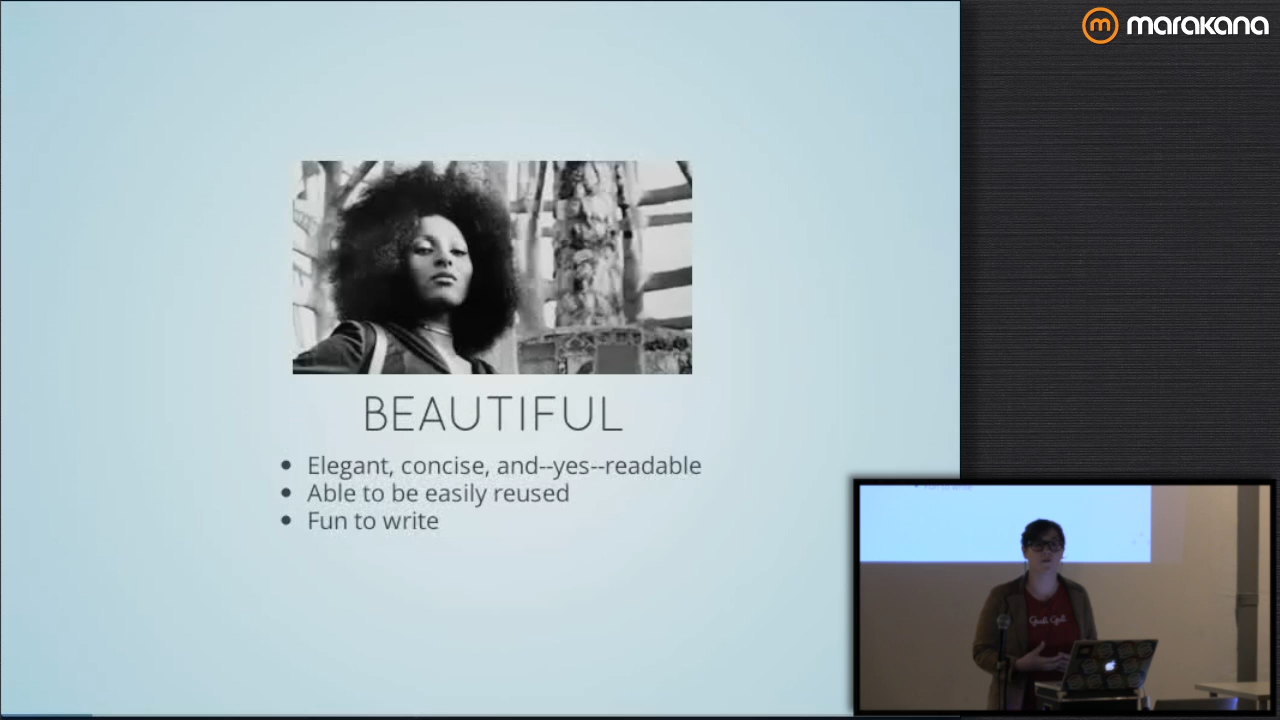 marakana
BEAUTIFUL
• Elegant, concise, and--yes--readable
• Able to be easily reused
• Fun to write